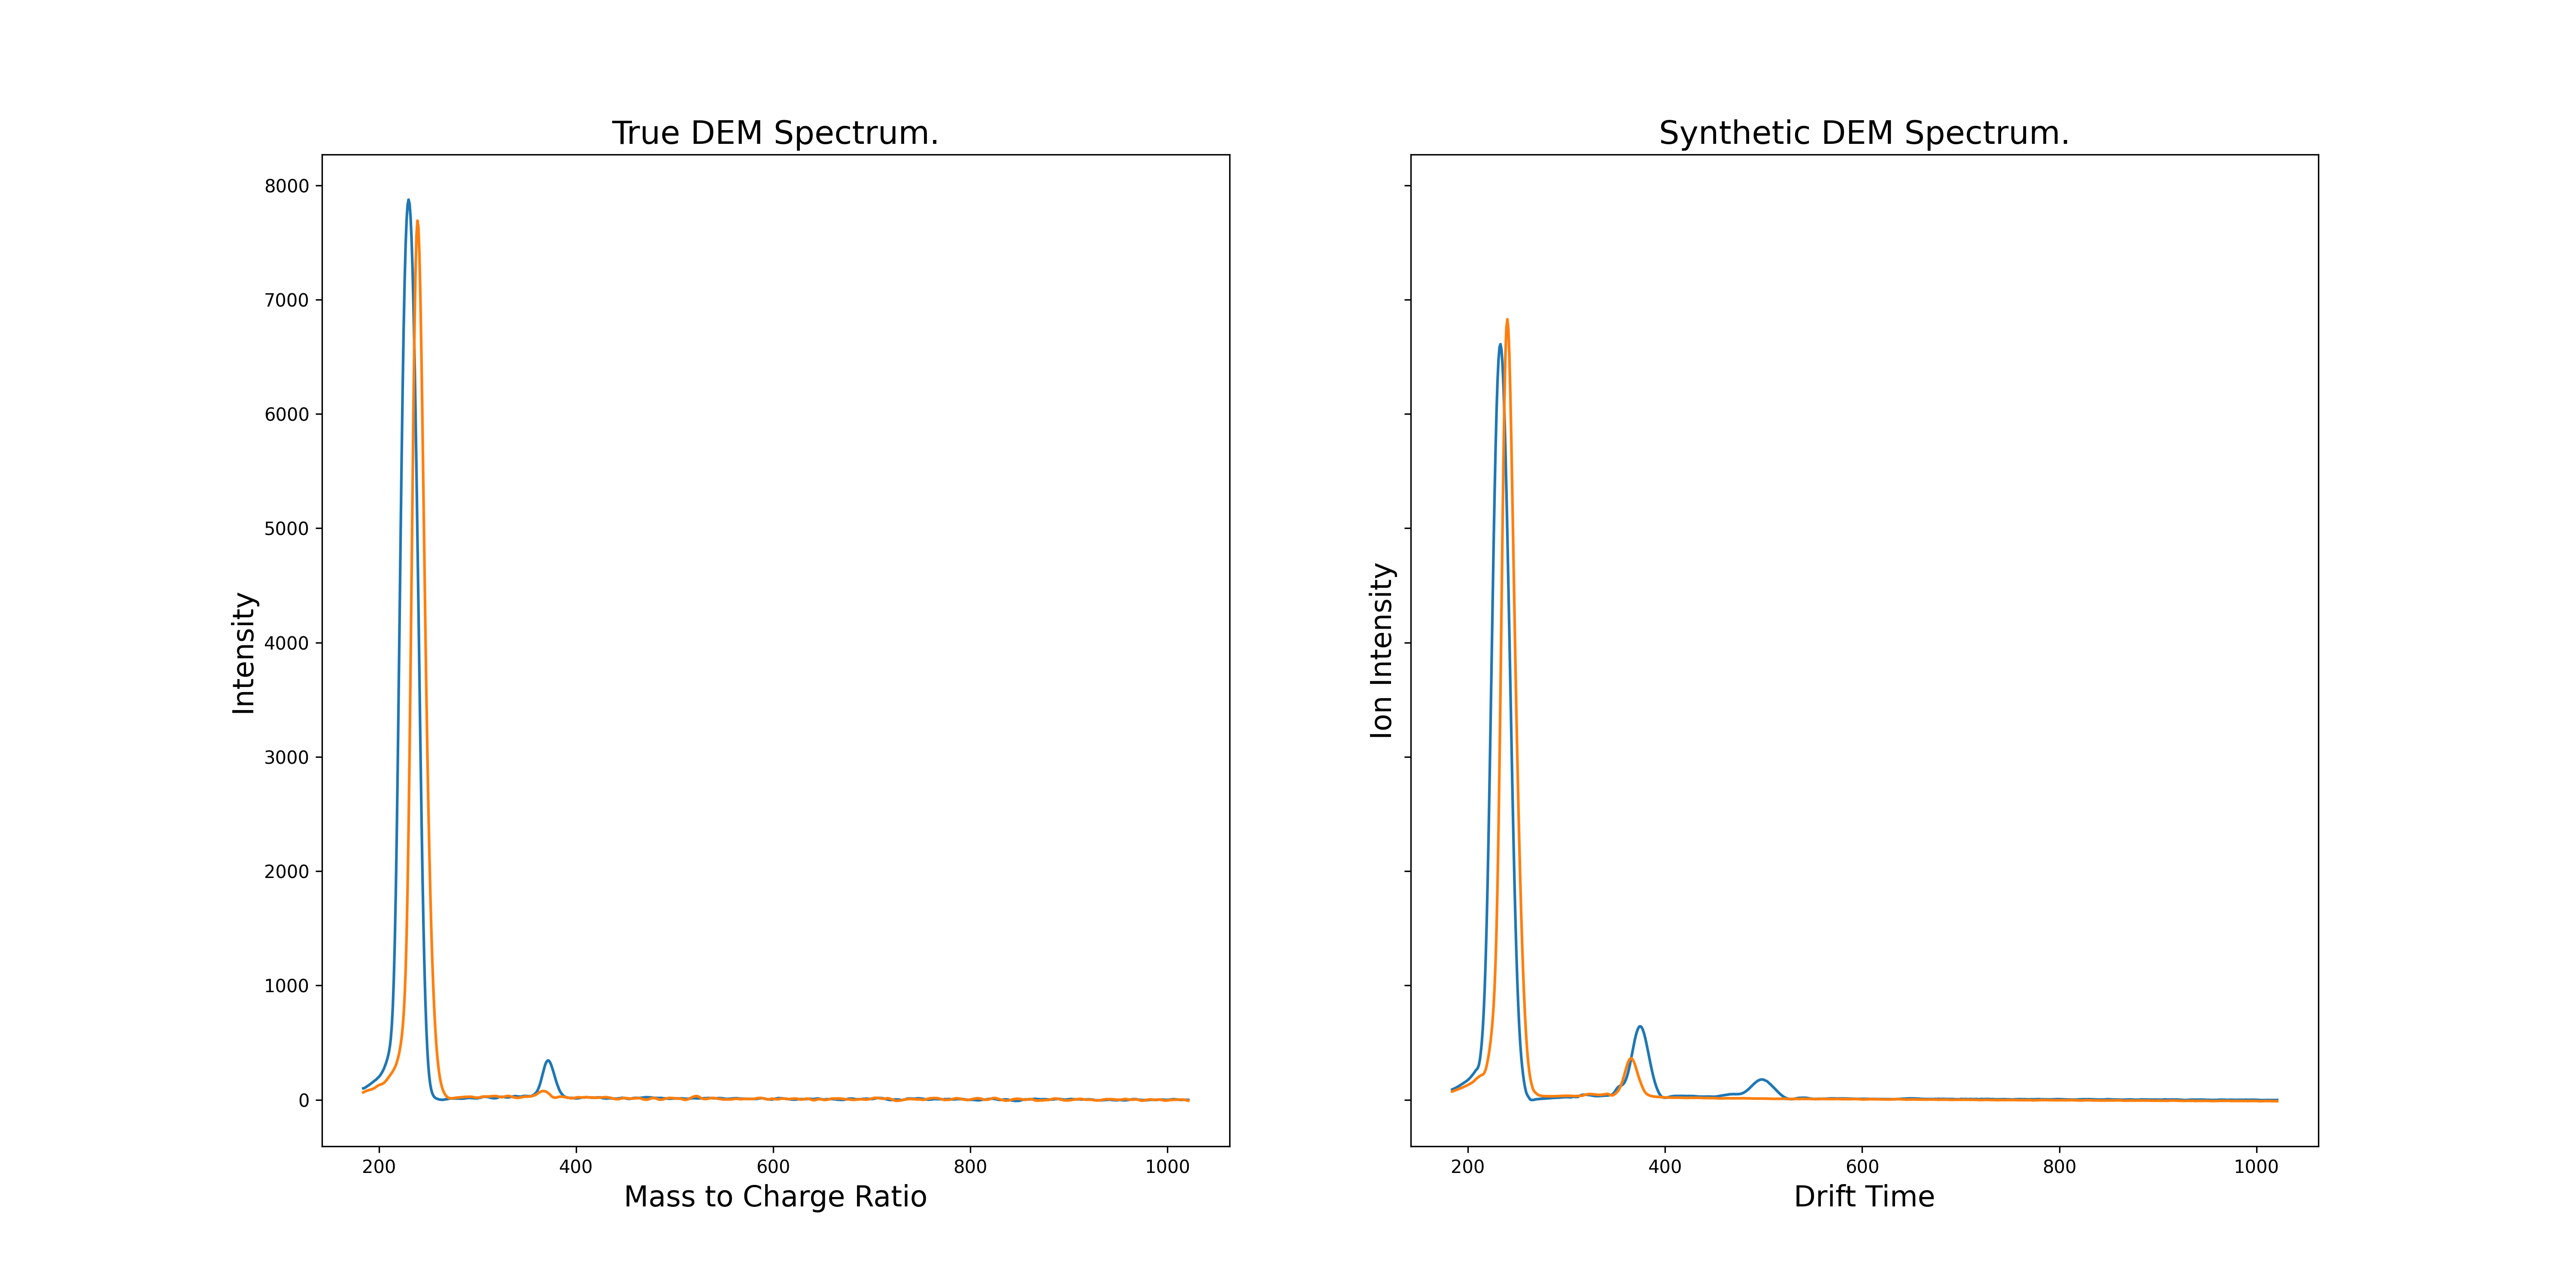 True DEM Spectrum.
8000
7000
6000
5000
4000
3000
2000
1000
0
Intensity
200 400 600 800 1000
Mass to Charge Ratio
Synthetic DEM Spectrum.
Ion Intensity
200 400 600 800 1000
Drift Time